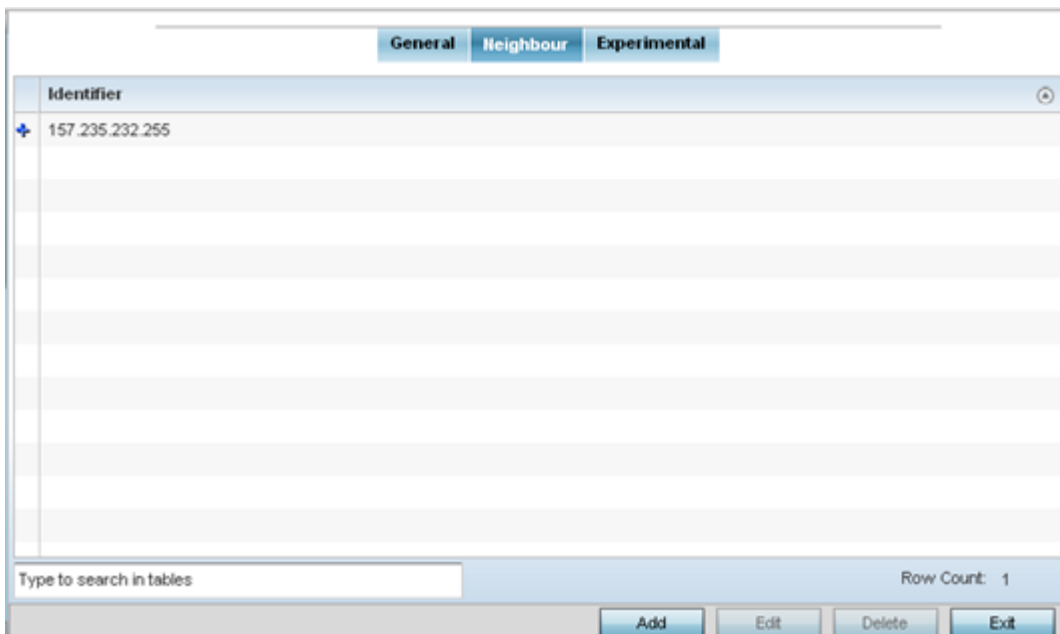 General Neighbour Experimental
Identifier
157.235.232.255
Type to search in tables Row Count: 1
Add Edit Delete Exit